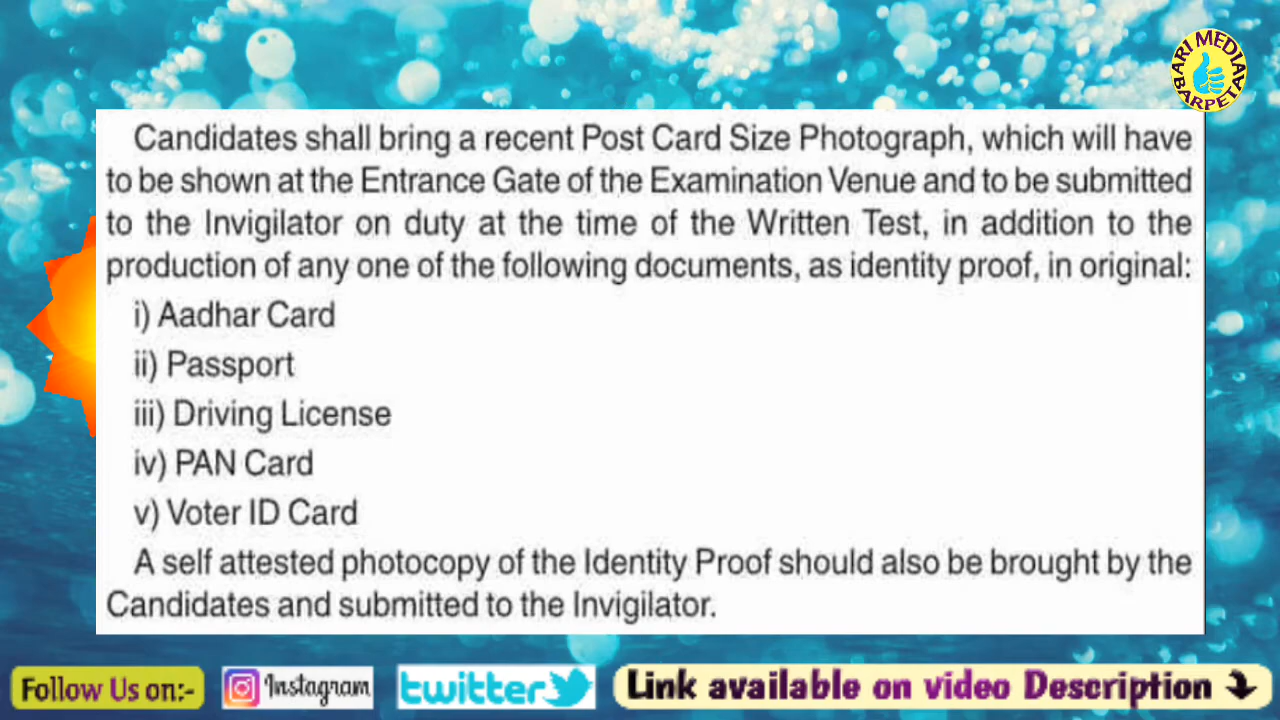 BARI MEDIA
BARPETA
Candidates shall bring a recent Post Card Size Photograph, which will have
to be shown at the Entrance Gate of the Examination Venue and to be submitted
to the Invigilator on duty at the time of the Written Test, in addition to the
production of any one of the following documents, as identity proof, in original:
i) Aadhar Card
ii) Passport
iii) Driving License
iv) PAN Card
v) Voter ID Card
A self attested photocopy of the Identity Proof should also be brought by the
Candidates and submitted to the Invigilator.
Follow Us on:- Instagram twitter Link available on video Description